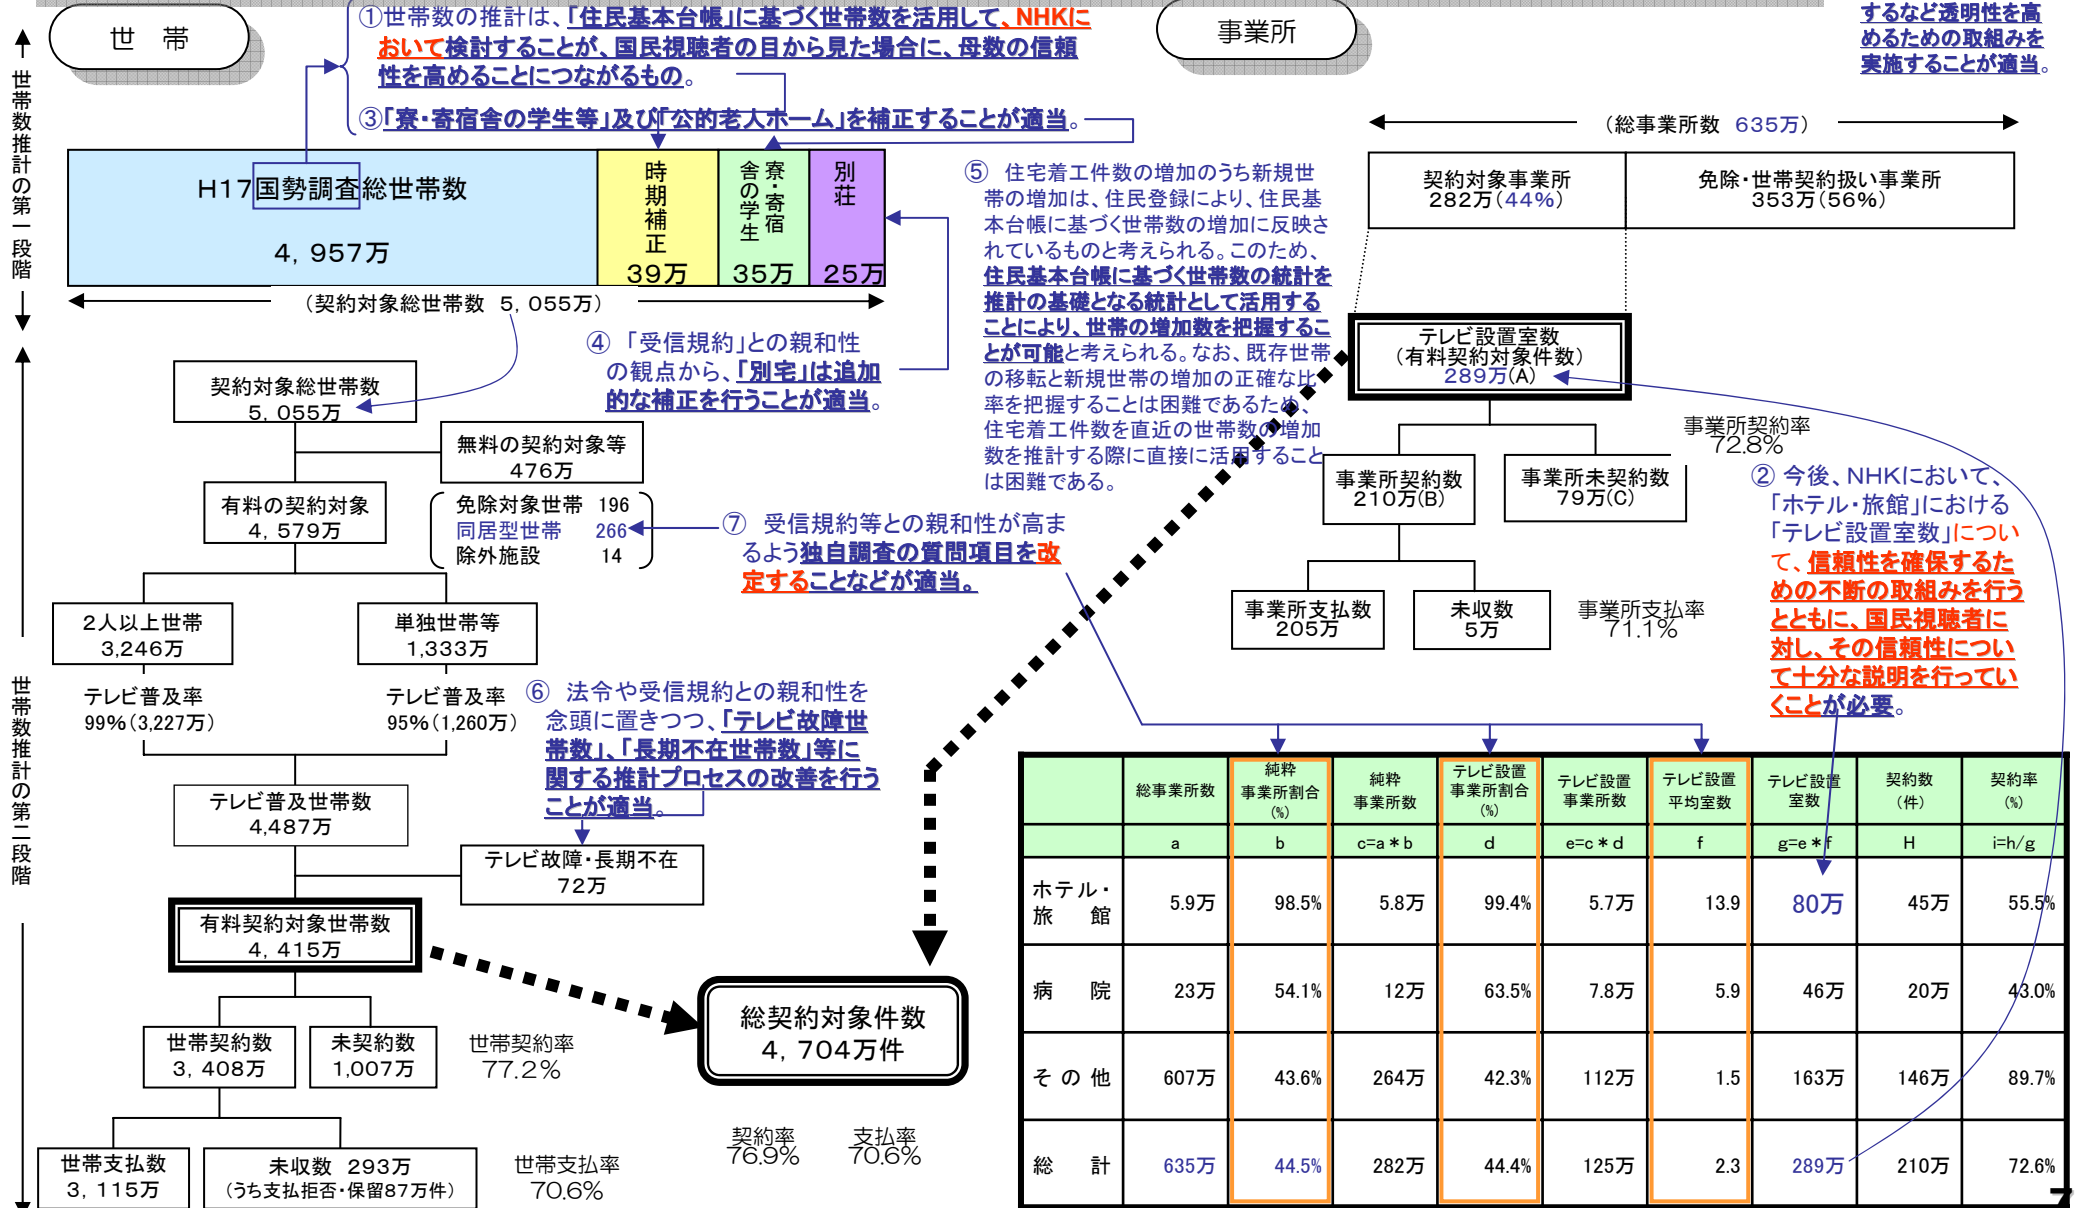 世　帯
①世帯数の推計は、「住民基本台帳」に基づく世帯数を活用して、NHKに
おいて検討することが、国民視聴者の目から見た場合に、母数の信頼
性を高めることにつながるもの。
③「寮・寄宿舎の学生等」及び「公的老人ホーム」を補正することが適当。
事業所
するなど透明性を高
めるための取組みを
実施することが適当。
世帯数推計の第一段階
H17国勢調査総世帯数
4，957万
時期補正
39万
寮・寄宿
舎の学生
35万
別荘
25万
（契約対象総世帯数　5，055万）
（総事業所数　635万）
契約対象事業所
282万（44%）
免除・世帯契約扱い事業所
353万（56%）
④　「受信規約」との親和性
の観点から、「別宅」は追加
的な補正を行うことが適当。
⑤　住宅着工件数の増加のうち新規世
帯の増加は、住民登録により、住民基
本台帳に基づく世帯数の増加に反映さ
れているものと考えられる。このため、
住民基本台帳に基づく世帯数の統計を
推計の基礎となる統計として活用する
ことにより、世帯の増加数を把握するこ
とが可能と考えられる。なお、既存世帯
の移転と新規世帯の増加の正確な比
率を把握することは困難であるため、
住宅着工件数を直近の世帯数の増加
数を推計する際に直接に活用すること
は困難である。
テレビ設置室数
（有料契約対象件数）
289万(A)
事業所契約率
72.8%
事業所契約数
210万(B)
事業所未契約数
79万(C)
事業所支払数
205万
未収数
5万
事業所支払率
71.1%
② 今後、NHKにおいて、
「ホテル・旅館」における
「テレビ設置室数」につい
て、信頼性を確保するた
めの不断の取組みを行う
とともに、国民視聴者に
対し、その信頼性につい
て十分な説明を行ってい
くことが必要。
世帯数推計の第二段階
契約対象総世帯数
5，055万
無料の契約対象等
476万
有料の契約対象
4，579万
免除対象世帯　196
同居型世帯　266
除外施設　14
⑦　受信規約等との親和性が高ま
るよう独自調査の質問項目を改
定することなどが適当。
2人以上世帯
3,246万
単独世帯等
1,333万
テレビ普及率
99%（3,227万）
テレビ普及率
95%（1,260万）
⑥　法令や受信規約との親和性を
念頭に置きつつ、「テレビ故障世
帯数」、「長期不在世帯数」等に
関する推計プロセスの改善を行う
ことが適当。
テレビ普及世帯数
4,487万
テレビ故障・長期不在
72万
有料契約対象世帯数
4，415万
世帯契約数
3，408万
未契約数
1,007万
世帯契約率
77.2%
世帯支払数
3，115万
未収数　293万
（うち支払拒否・保留87万件）
世帯支払率
70.6%
総契約対象件数
4，704万件
契約率
76.9%
支払率
70.6%
総事業所数　純粋事業所割合(%)　純粋事業所数　テレビ設置事業所割合(%)　テレビ設置事業所数　テレビ設置平均室数　テレビ設置室数　契約数（件）　契約率(%)
a　b　c=a＊b　d　e=c＊d　f　g=e＊f　H　i=h/g
ホテル・旅館　5.9万　98.5%　5.8万　99.4%　5.7万　13.9　80万　45万　55.5%
病院　23万　54.1%　12万　63.5%　7.8万　5.9　46万　20万　43.0%
その他　607万　43.6%　264万　42.3%　112万　1.5　163万　146万　89.7%
総計　635万　44.5%　282万　44.4%　125万　2.3　289万　210万　72.6%
7